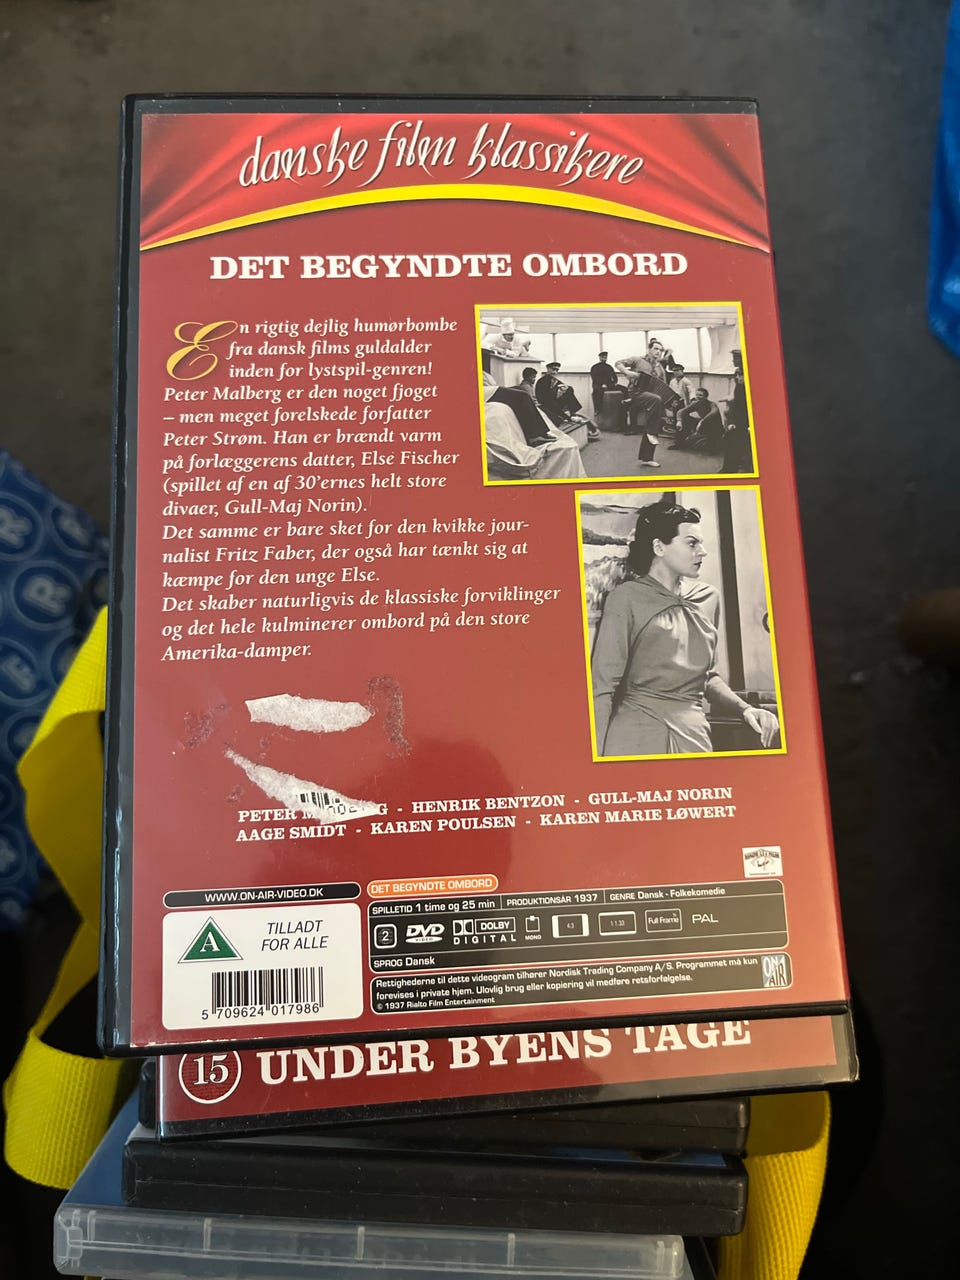 danske film klassikere
DET BEGYNDTE OMBORD
En rigtig dejlig humørbombe
fra dansk films guldalder
inden for lystspil-genren!
Peter Malberg er den noget fjoget
– men meget forelskede forfatter
Peter Strøm. Han er brændt varm
på forlæggerens datter, Else Fischer
(spillet af en af 30'ernes helt store
divaer, Gull-Maj Norin).
Det samme er bare sket for den kvikke jour-
nalist Fritz Faber, der også har tænkt sig at
kæmpe for den unge Else.
Det skaber naturligvis de klassiske forviklinger
og det hele kulminerer ombord på den store
Amerika-damper.
PETER M G - HENRIK BENTZON - GULL-MAJ NORIN
AAGE SMIDT - KAREN POULSEN - KAREN MARIE LØWERT
WWW.ON-AIR-VIDEO.DK
A
TILLADT
FOR ALLE
5 709624 017986
DET BEGYNDTE OMBORD
SPILLETID 1 time og 25 min PRODUKTIONSÅR 1937 GENRE Dansk - Folkekomedie
2 DVD VIDEO DOLBY DIGITAL MONO 4:3 1:1.33 Full Frame PAL
SPROG Dansk
Rettighederne til dette videogram tilhører Nordisk Trading Company A/S. Programmet må kun
forevises i private hjem. Ulovlig brug eller kopiering vil medføre retsforfølgelse.
© 1937 Rialto Film Entertainment
ON AIR
15 UNDER BYENS TAGE
R